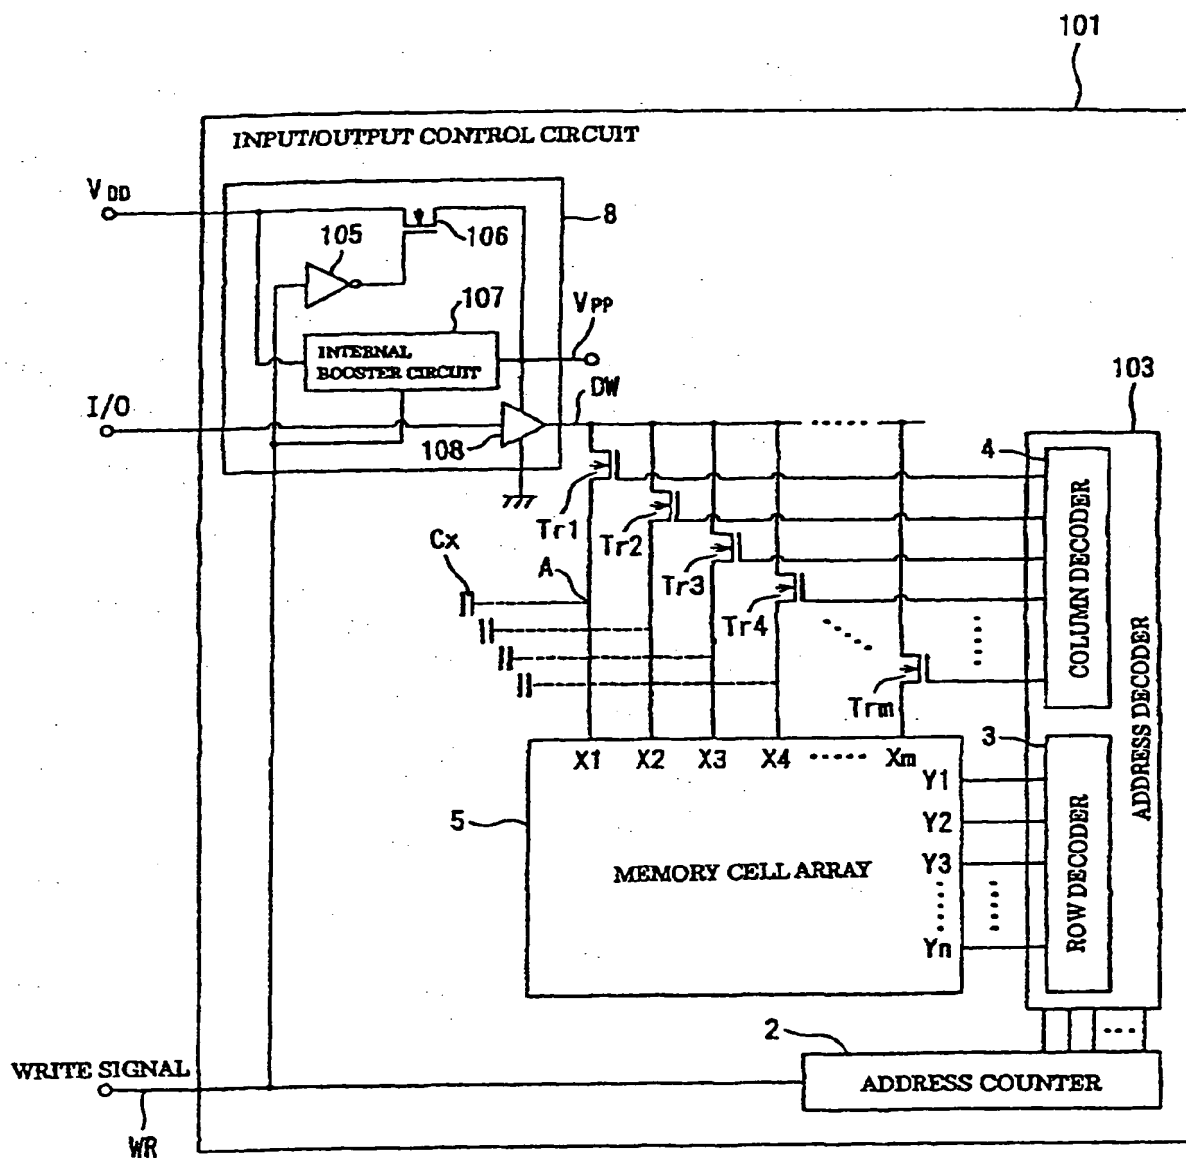 101
INPUT/OUTPUT CONTROL CIRCUIT
VDD
8
105
106
107
VPP
INTERNAL
BOOSTER CIRCUIT
I/O
DW
108
103
4
COLUMN DECODER
ADDRESS DECODER
Tr1
Tr2
Tr3
Tr4
Trm
Cx
A
X1 X2 X3 X4 ····· Xm
3
ROW DECODER
5
Y1
Y2
Y3
Yn
MEMORY CELL ARRAY
2
WRITE SIGNAL
ADDRESS COUNTER
WR